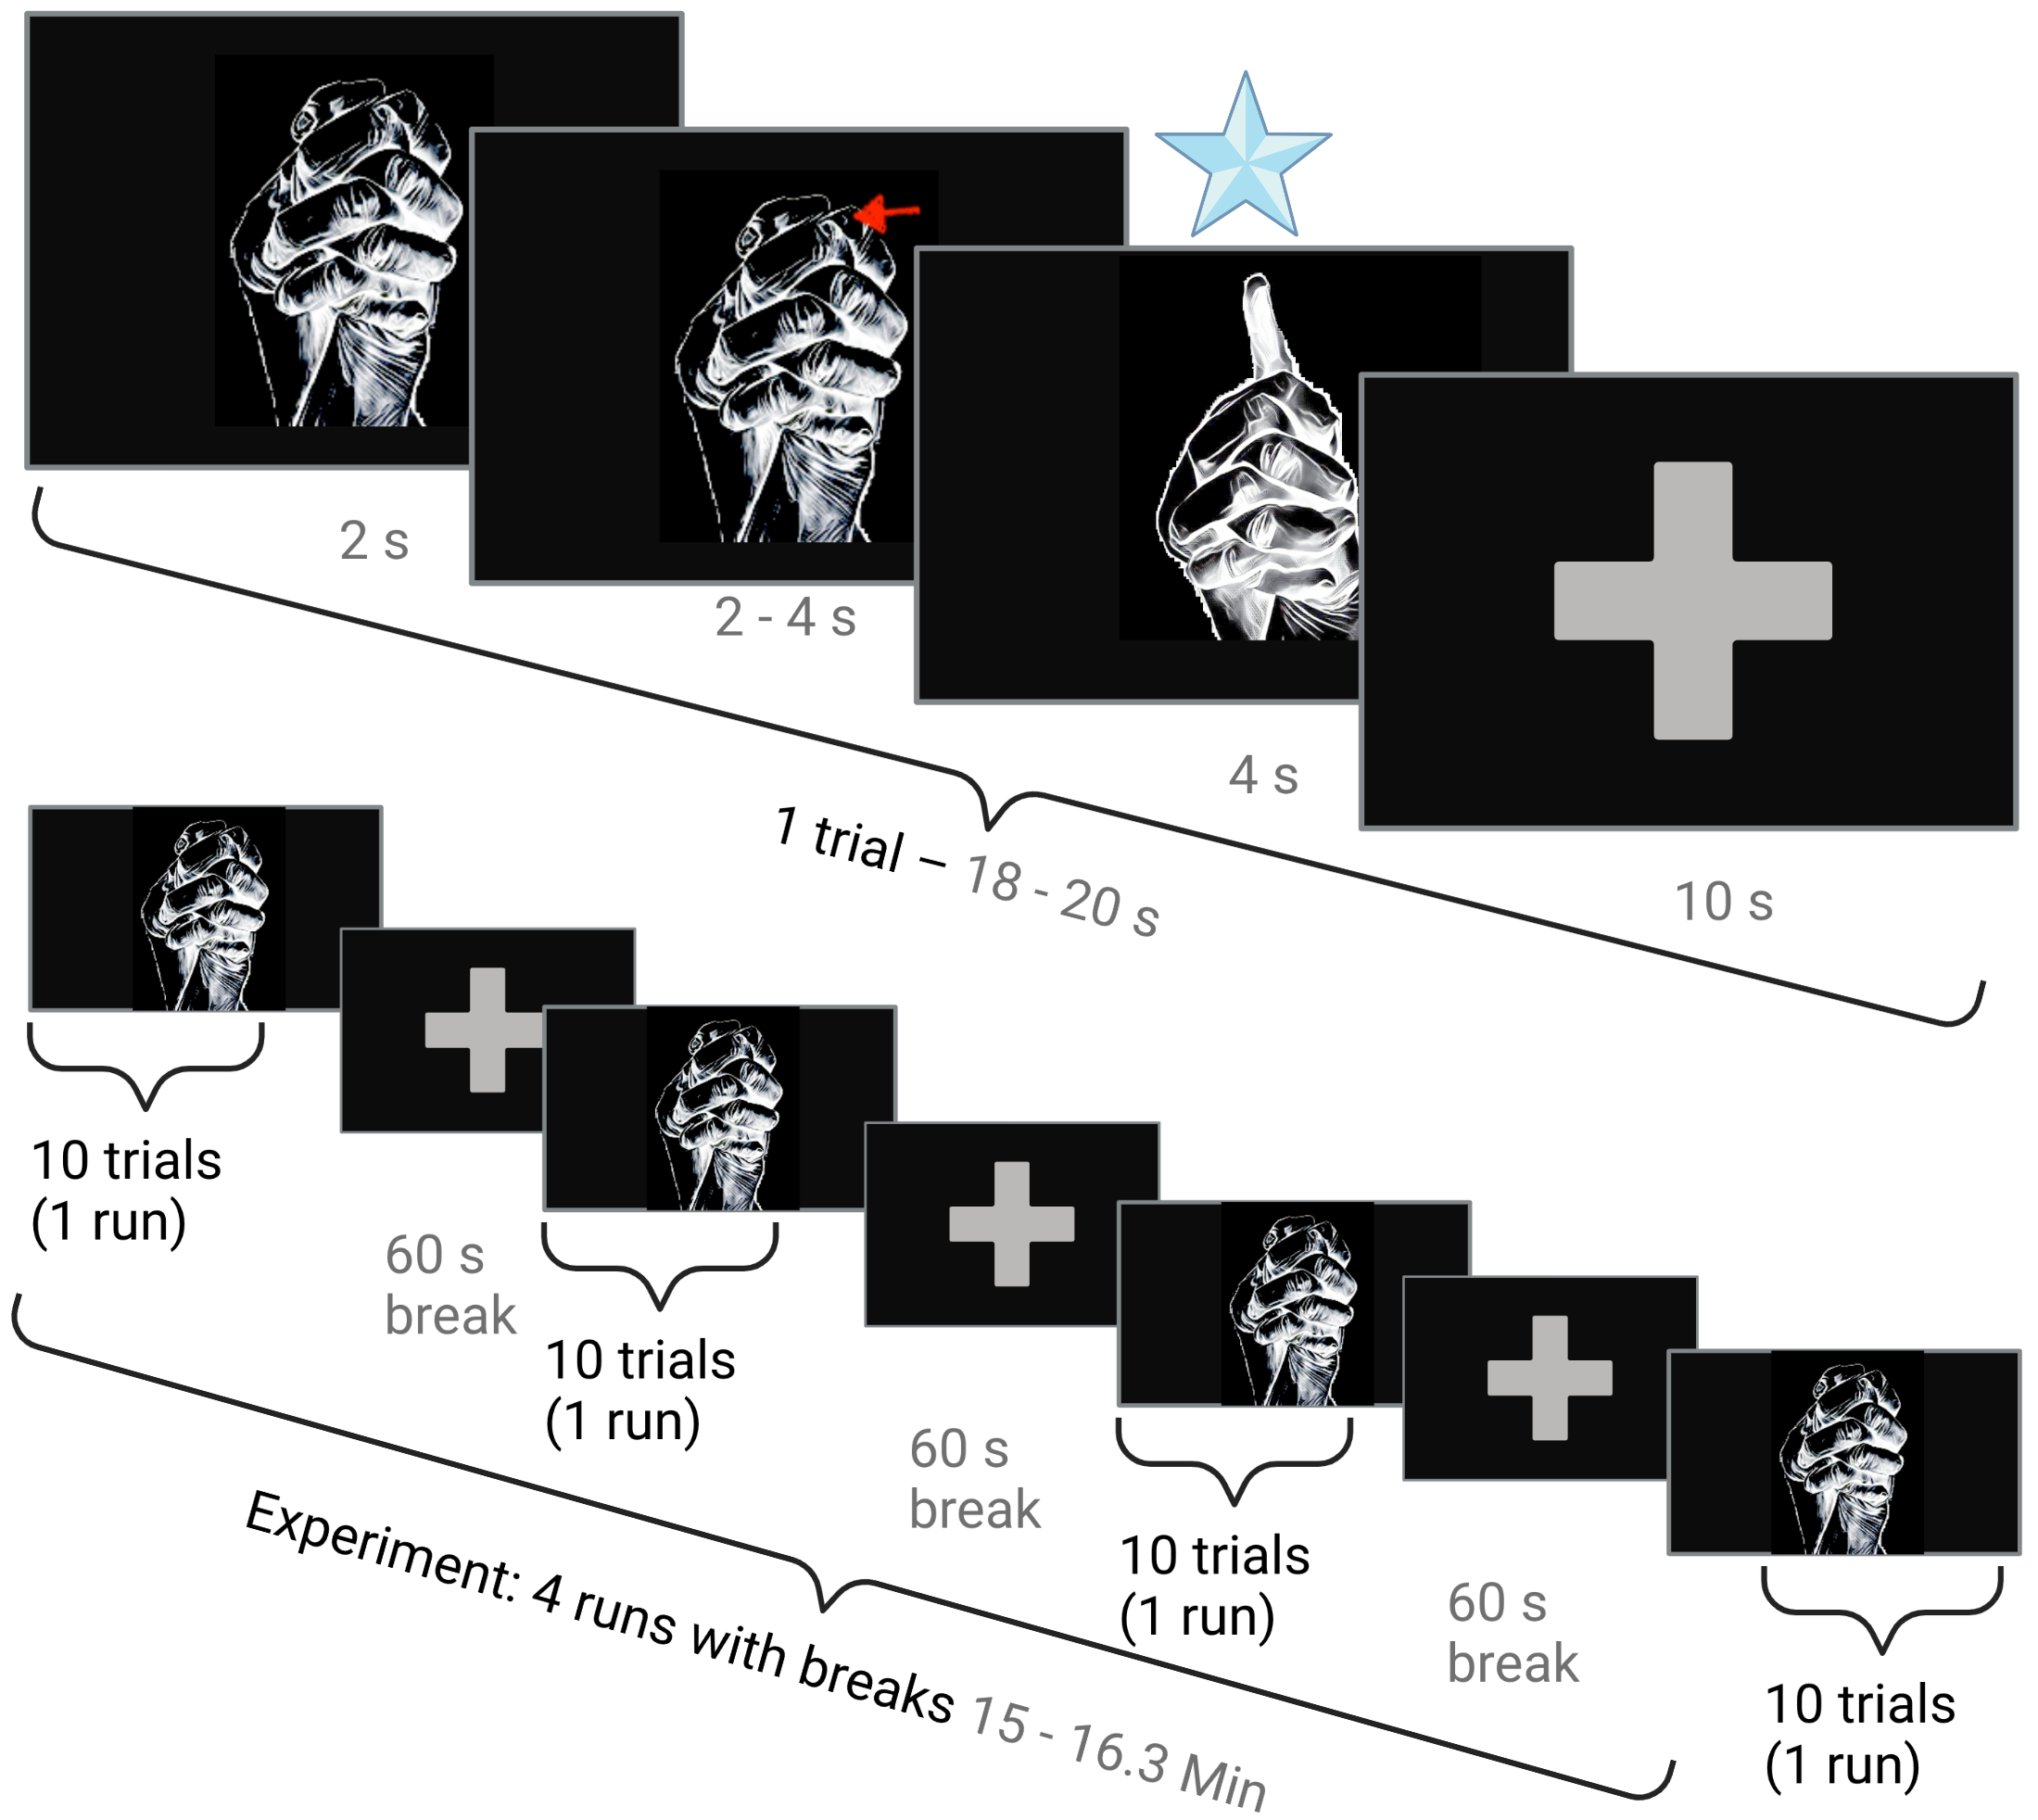 2 s
2 - 4 s
4 s
10 s
1 trial – 18 - 20 s
10 trials
(1 run)
60 s
break
10 trials
(1 run)
60 s
break
10 trials
(1 run)
60 s
break
10 trials
(1 run)
Experiment: 4 runs with breaks 15 - 16.3 Min